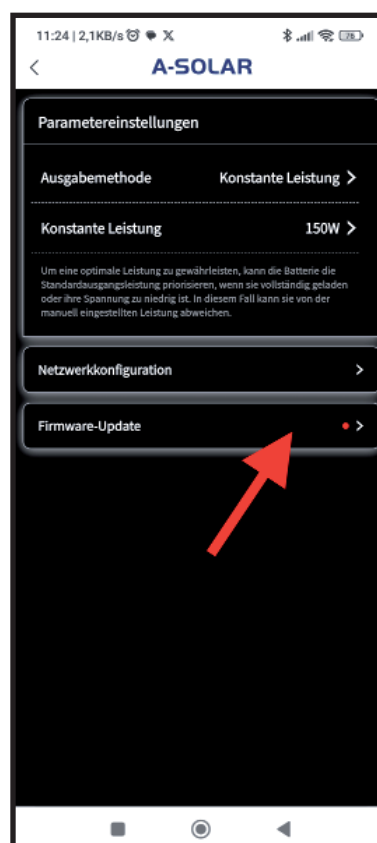 11:24 | 2,1KB/s
76
A-SOLAR
Parametereinstellungen
Ausgabemethode Konstante Leistung
Konstante Leistung 150W
Um eine optimale Leistung zu gewährleisten, kann die Batterie die
Standardausgangsleistung priorisieren, wenn sie vollständig geladen
oder ihre Spannung zu niedrig ist. In diesem Fall kann sie von der
manuell eingestellten Leistung abweichen.
Netzwerkkonfiguration
Firmware-Update